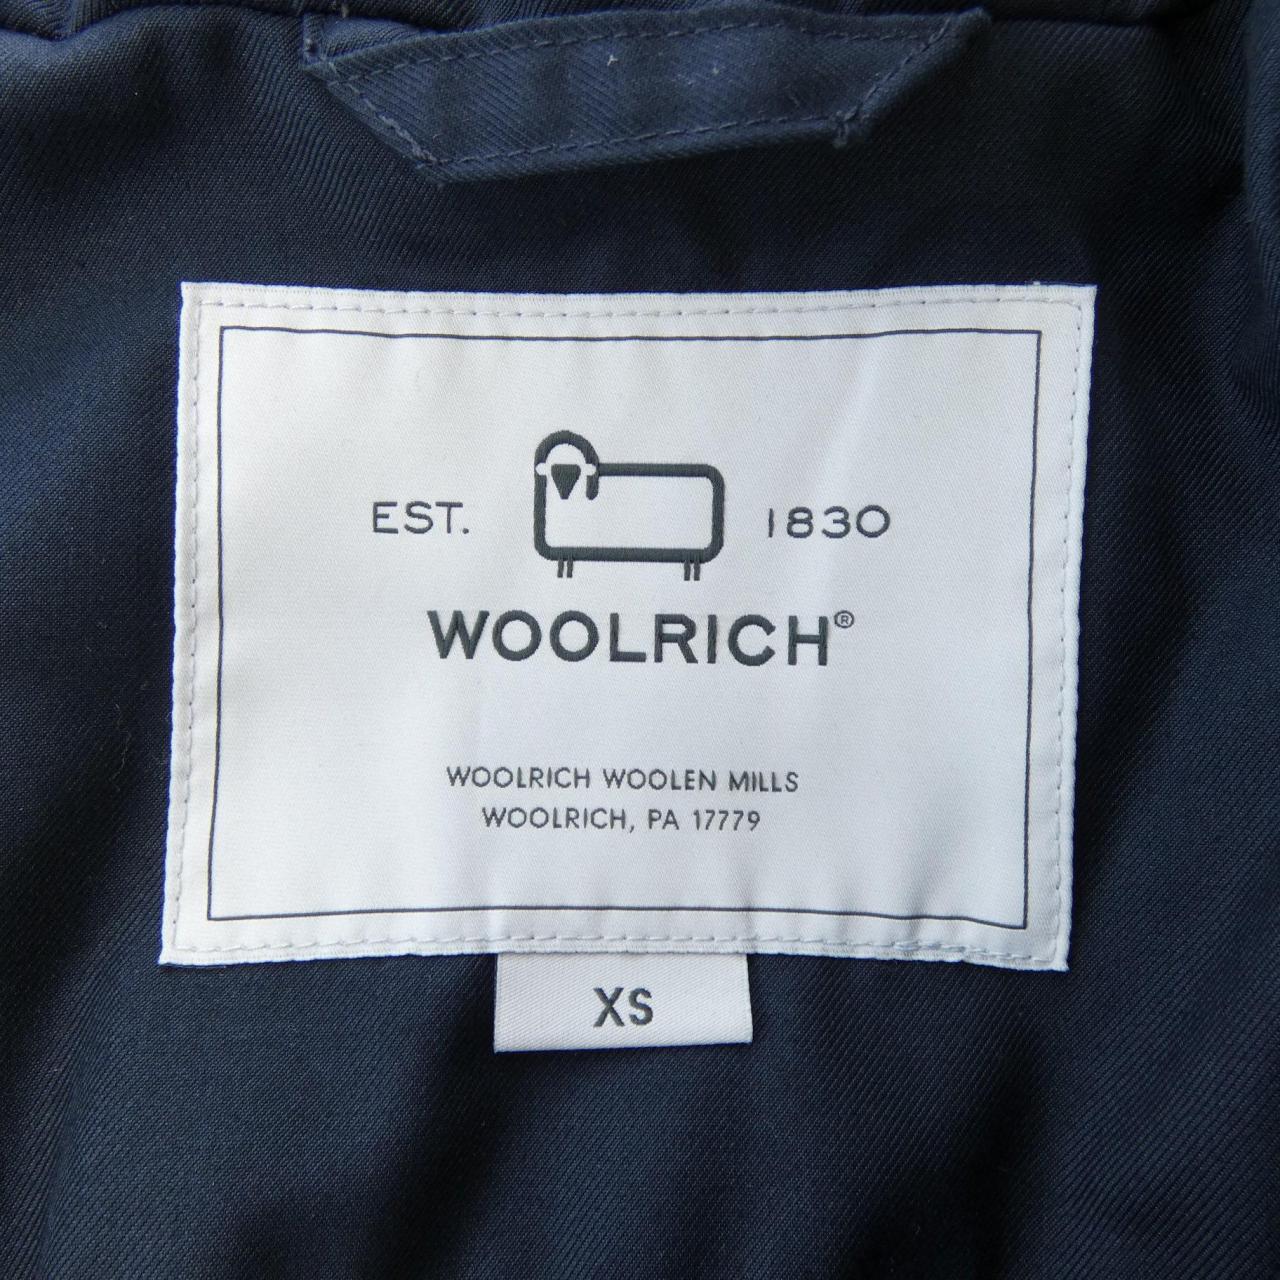 EST. 1830
WOOLRICH®
WOOLRICH WOOLEN MILLS
WOOLRICH, PA 17779
XS